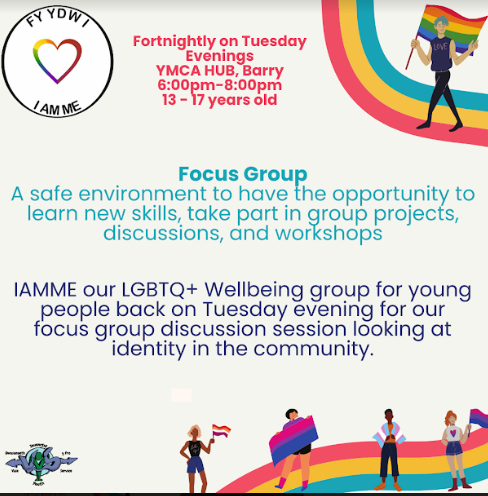 FY YDWI
I AM ME
Fortnightly on Tuesday
Evenings
YMCA HUB, Barry
6:00pm-8:00pm
13 - 17 years old
LOVE
Focus Group
A safe environment to have the opportunity to
learn new skills, take part in group projects,
discussions, and workshops
IAMME our LGBTQ+ Wellbeing group for young
people back on Tuesday evening for our
focus group discussion session looking at
identity in the community.